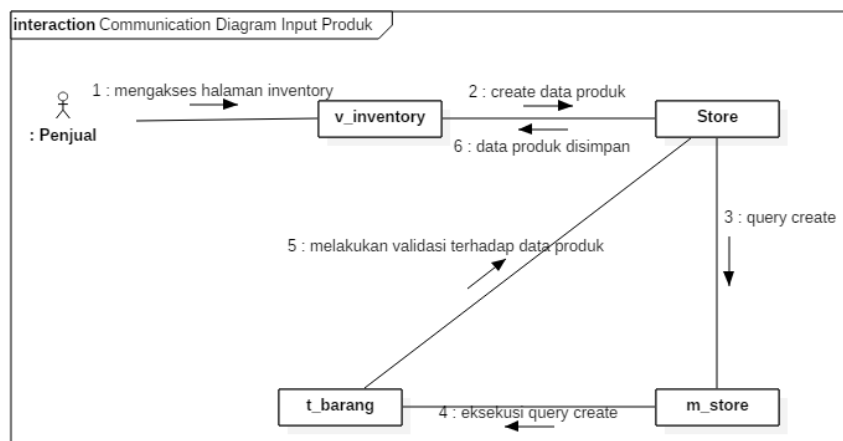 interaction Communication Diagram Input Produk
1 : mengakses halaman inventory
2 : create data produk
: Penjual
v_inventory
Store
6 : data produk disimpan
3 : query create
5 : melakukan validasi terhadap data produk
t_barang
4 : eksekusi query create
m_store